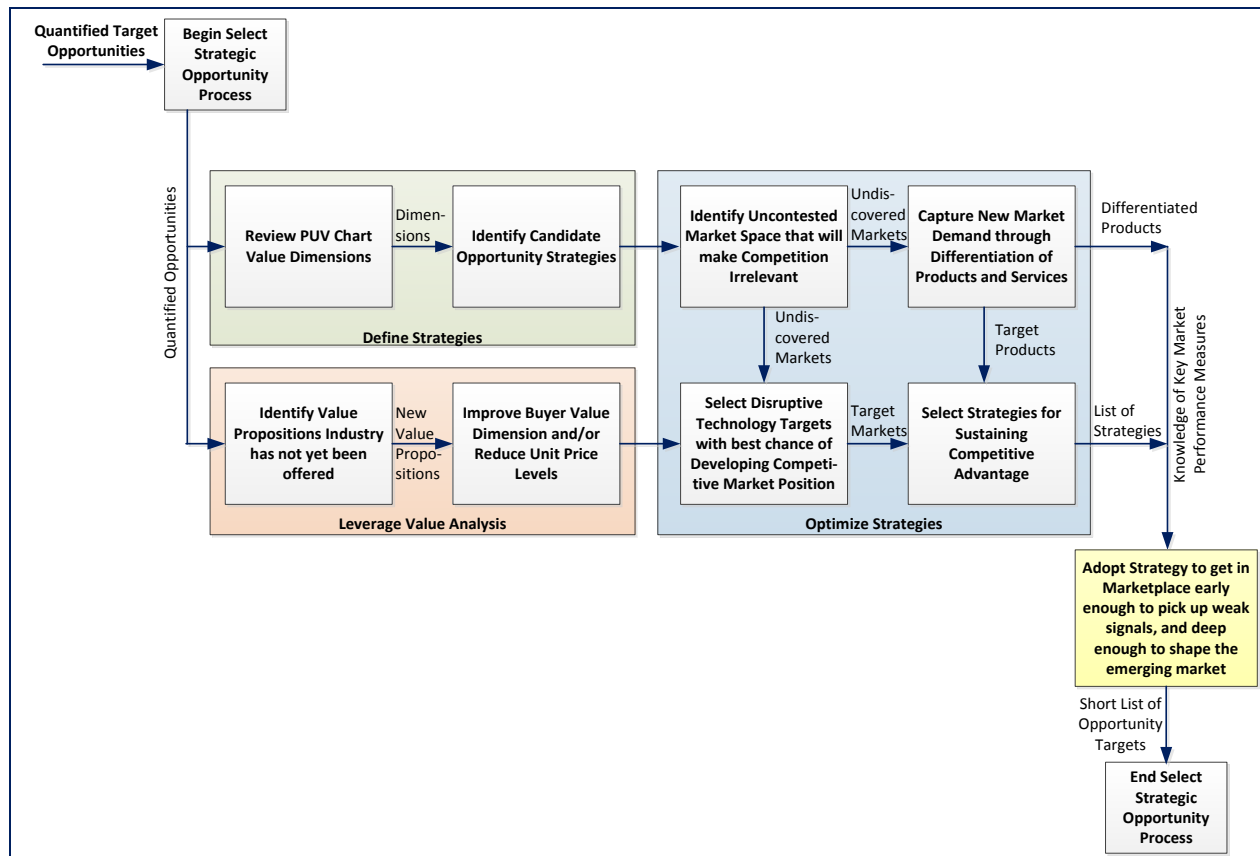 Quantified Target
Opportunities
Begin Select
Strategic
Opportunity
Process
Quantified Opportunities
Review PUV Chart
Value Dimensions
Dimen-
sions
Identify Candidate
Opportunity Strategies
Define Strategies
Identify Uncontested
Market Space that will
make Competition
Irrelevant
Undis-
covered
Markets
Capture New Market
Demand through
Differentiation of
Products and Services
Differentiated
Products
Undis-
covered
Markets
Target
Products
Identify Value
Propositions Industry
has not yet been
offered
New
Value
Propo-
sitions
Improve Buyer Value
Dimension and/or
Reduce Unit Price
Levels
Leverage Value Analysis
Select Disruptive
Technology Targets
with best chance of
Developing Competi-
tive Market Position
Target
Markets
Select Strategies for
Sustaining
Competitive
Advantage
List of
Strategies
Optimize Strategies
Knowledge of Key Market
Performance Measures
Adopt Strategy to get in
Marketplace early
enough to pick up weak
signals, and deep
enough to shape the
emerging market
Short List of
Opportunity
Targets
End Select
Strategic
Opportunity
Process